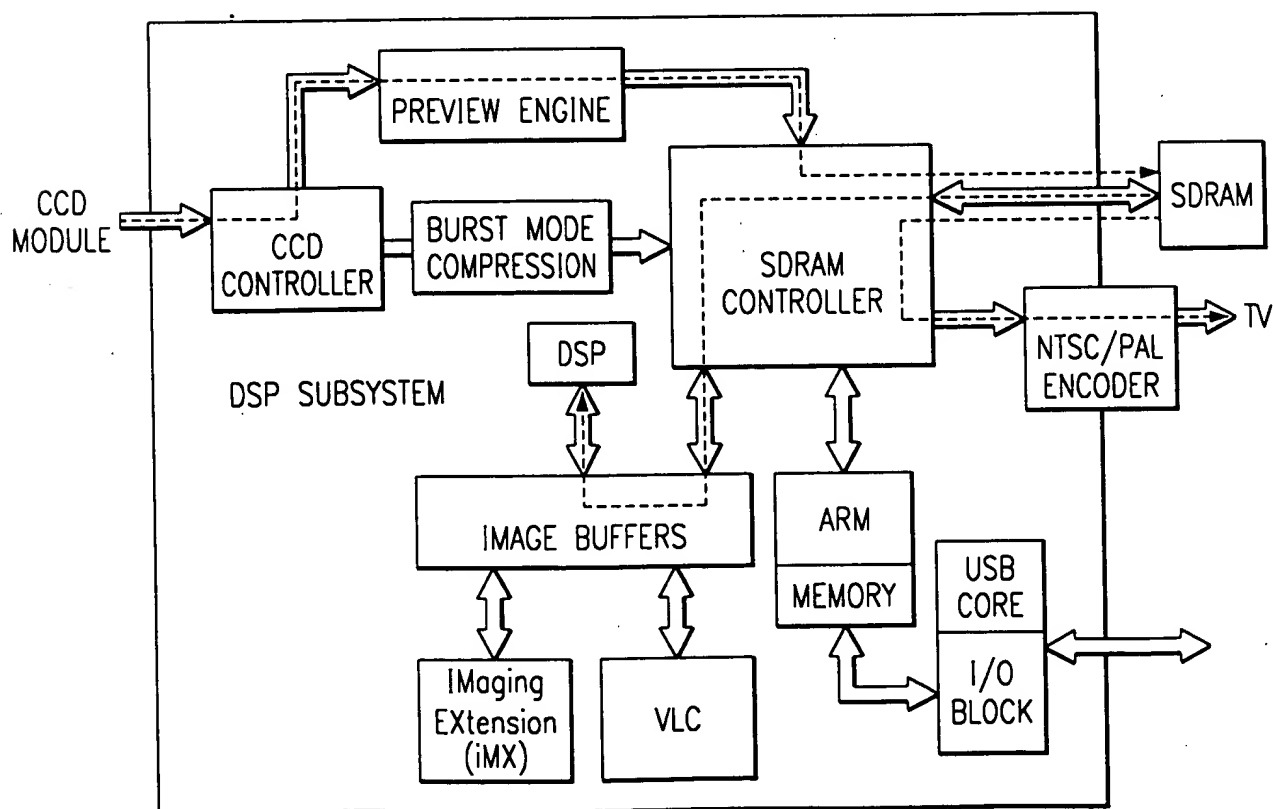 PREVIEW ENGINE
CCD
MODULE
CCD
CONTROLLER
BURST MODE
COMPRESSION
SDRAM
CONTROLLER
SDRAM
NTSC/PAL
ENCODER
TV
DSP
DSP SUBSYSTEM
IMAGE BUFFERS
ARM
MEMORY
USB
CORE
I/O
BLOCK
IMaging
EXtension
(iMX)
VLC